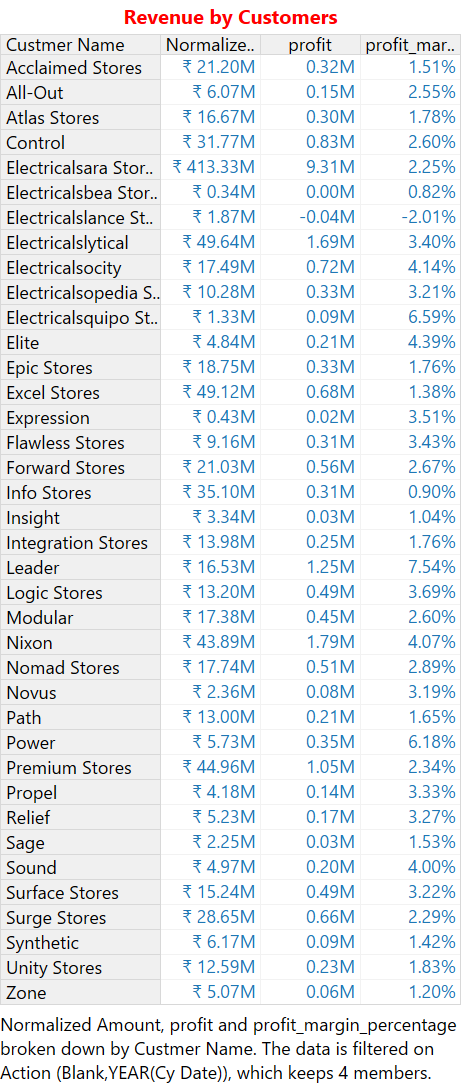 Revenue by Customers
Custmer Name Normalize.. profit profit_mar..
Acclaimed Stores ₹ 21.20M 0.32M 1.51%
All-Out ₹ 6.07M 0.15M 2.55%
Atlas Stores ₹ 16.67M 0.30M 1.78%
Control ₹ 31.77M 0.83M 2.60%
Electricalsara Stor.. ₹ 413.33M 9.31M 2.25%
Electricalsbea Stor.. ₹ 0.34M 0.00M 0.82%
Electricalslance St.. ₹ 1.87M -0.04M -2.01%
Electricalslytical ₹ 49.64M 1.69M 3.40%
Electricalsocity ₹ 17.49M 0.72M 4.14%
Electricalsopedia S.. ₹ 10.28M 0.33M 3.21%
Electricalsquipo St.. ₹ 1.33M 0.09M 6.59%
Elite ₹ 4.84M 0.21M 4.39%
Epic Stores ₹ 18.75M 0.33M 1.76%
Excel Stores ₹ 49.12M 0.68M 1.38%
Expression ₹ 0.43M 0.02M 3.51%
Flawless Stores ₹ 9.16M 0.31M 3.43%
Forward Stores ₹ 21.03M 0.56M 2.67%
Info Stores ₹ 35.10M 0.31M 0.90%
Insight ₹ 3.34M 0.03M 1.04%
Integration Stores ₹ 13.98M 0.25M 1.76%
Leader ₹ 16.53M 1.25M 7.54%
Logic Stores ₹ 13.20M 0.49M 3.69%
Modular ₹ 17.38M 0.45M 2.60%
Nixon ₹ 43.89M 1.79M 4.07%
Nomad Stores ₹ 17.74M 0.51M 2.89%
Novus ₹ 2.36M 0.08M 3.19%
Path ₹ 13.00M 0.21M 1.65%
Power ₹ 5.73M 0.35M 6.18%
Premium Stores ₹ 44.96M 1.05M 2.34%
Propel ₹ 4.18M 0.14M 3.33%
Relief ₹ 5.23M 0.17M 3.27%
Sage ₹ 2.25M 0.03M 1.53%
Sound ₹ 4.97M 0.20M 4.00%
Surface Stores ₹ 15.24M 0.49M 3.22%
Surge Stores ₹ 28.65M 0.66M 2.29%
Synthetic ₹ 6.17M 0.09M 1.42%
Unity Stores ₹ 12.59M 0.23M 1.83%
Zone ₹ 5.07M 0.06M 1.20%
Normalized Amount, profit and profit_margin_percentage
broken down by Custmer Name. The data is filtered on
Action (Blank,YEAR(Cy Date)), which keeps 4 members.